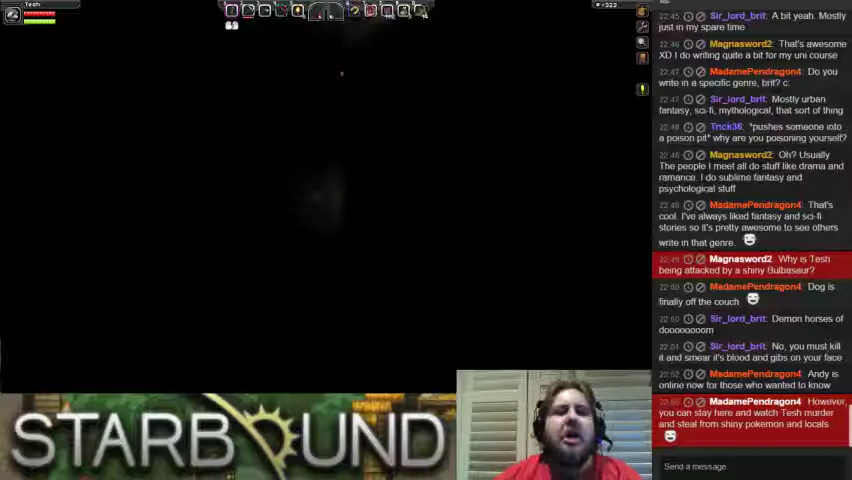 Tesh
22:45 Sir_lord_brit: A bit yeah. Mostly
just in my spare time
22:46 Magnasword2: That's awesome
XD I do writing quite a bit for my uni course
22:46 MadamePendragon4: Do you
write in a specific genre, brit? c:
22:47 Sir_lord_brit: Mostly urban
fantasy, sci-fi, mythological, that sort of thing
22:48 Trick36: *pushes someone into
a poison pit* why are you poisoning yourself?
22:48 Magnasword2: Oh? Usually
The people I meet all do stuff like drama and
ramance. I do sublime fantasy and
psychological stuff
22:48 MadamePendragon4: That's
cool. I've always liked fantasy and sci-fi
stories so it's pretty awesome to see others
write in that genre.
22:49 Magnasword2: Why is Tesh
being attacked by a shiny Bulbasaur?
22:50 MadamePendragon4: Dog is
finally off the couch
22:50 Sir_lord_brit: Demon horses of
dooooooom
22:51 Sir_lord_brit: No, you must kill
it and smear it's blood and gibs on your face
22:52 MadamePendragon4: Andy is
online now for those who wanted to know
22:55 MadamePendragon4: However,
you can stay here and watch Tesh murder
and steal from shiny pokemon and locals
Send a message
STARBOUND